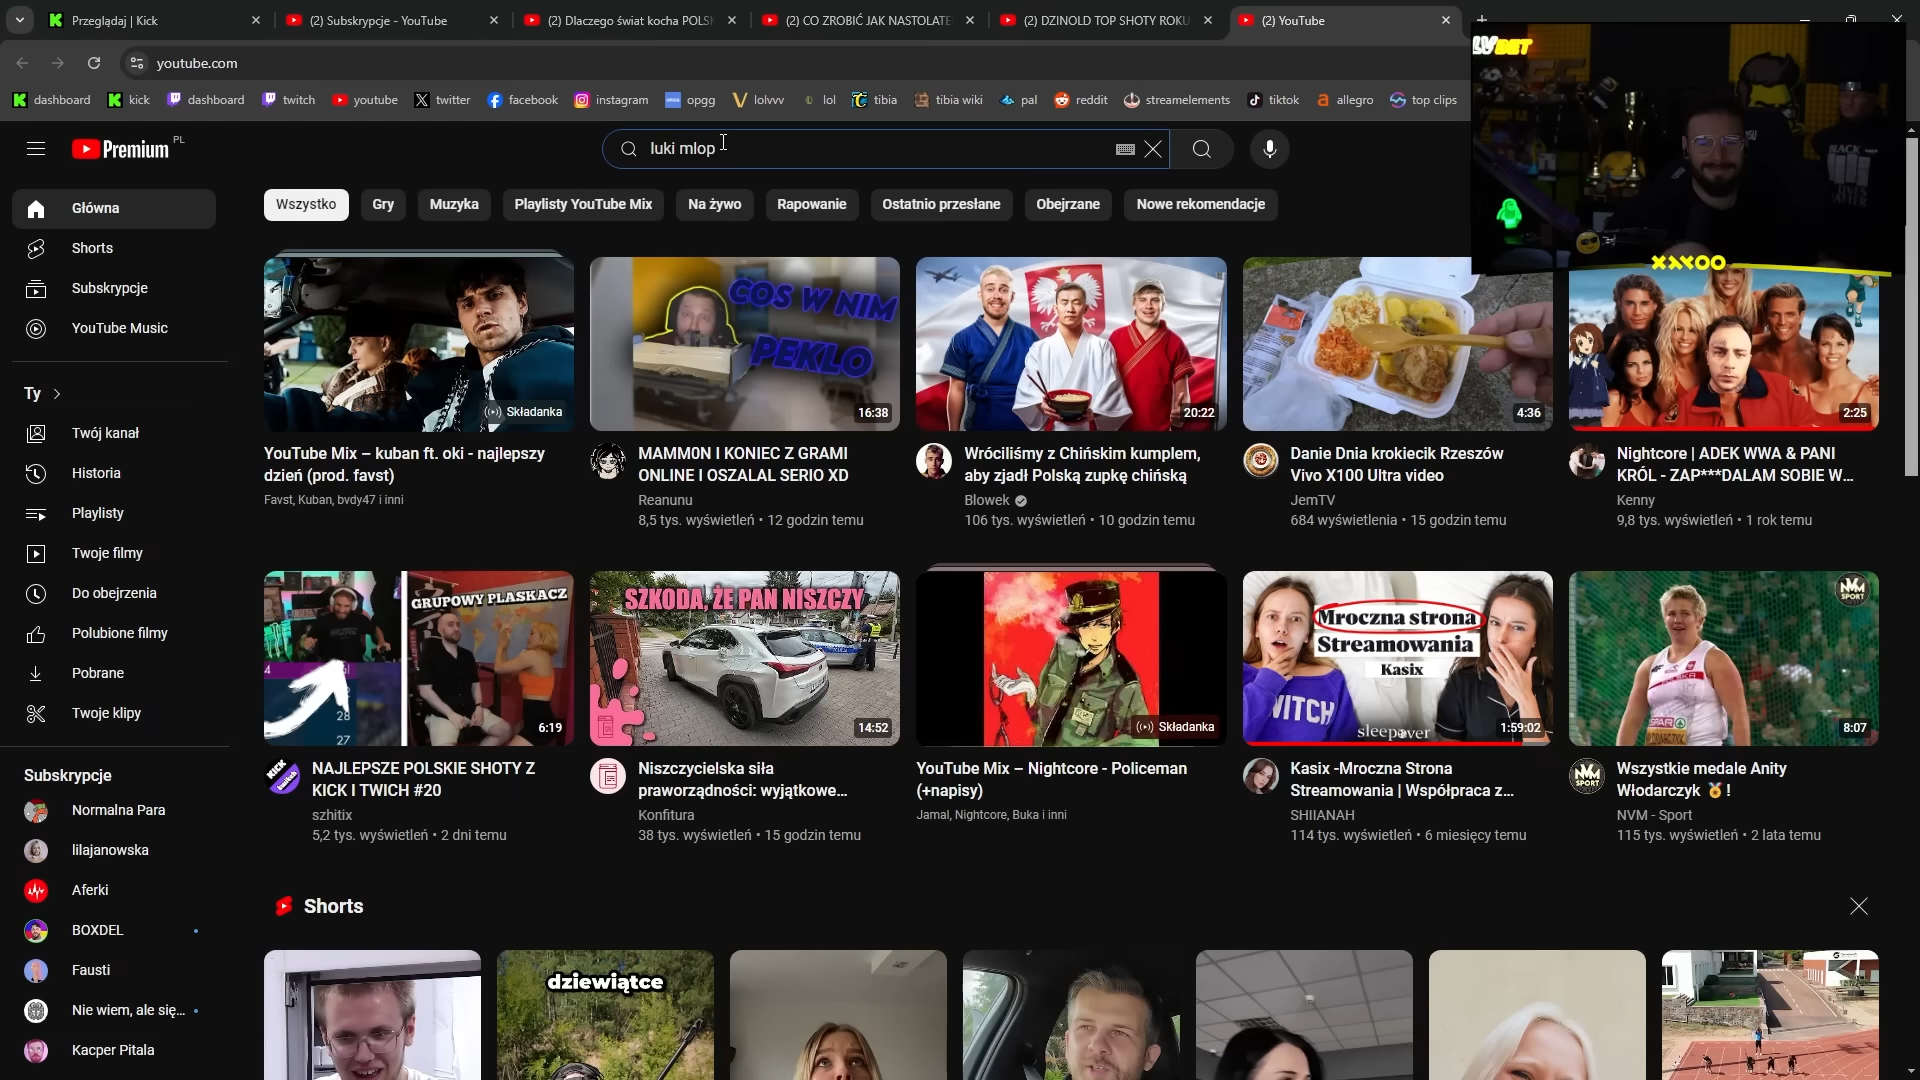 Przeglądaj | Kick
(2) Subskrypcje - YouTube
(2) Dlaczego świat kocha POLSK
(2) CO ZROBIĆ JAK NASTOLATE
(2) DZINOLD TOP SHOTY ROKU
(2) YouTube
youtube.com
dashboard
kick
dashboard
twitch
youtube
twitter
facebook
instagram
opgg
lolvvv
lol
tibia
tibia wiki
pal
reddit
streamelements
tiktok
allegro
top clips
Premium PL
luki mlop
Wszystko
Gry
Muzyka
Playlisty YouTube Mix
Na żywo
Rapowanie
Ostatnio przesłane
Obejrzane
Nowe rekomendacje
XAYOO
Główna
Shorts
Subskrypcje
YouTube Music
Ty
Twój kanał
Historia
Playlisty
Twoje filmy
Do obejrzenia
Polubione filmy
Pobrane
Twoje klipy
Subskrypcje
Normalna Para
lilajanowska
Aferki
BOXDEL
Fausti
Nie wiem, ale się...
Kacper Pitala
Składanka
YouTube Mix – kuban ft. oki - najlepszy
dzień (prod. favst)
Favst, Kuban, bvdy47 i inni
COS W NIM
PEKLO
16:38
MAMM0N I KONIEC Z GRAMI
ONLINE I OSZALAL SERIO XD
Reanunu
8,5 tys. wyświetleń • 12 godzin temu
20:22
Wróciliśmy z Chińskim kumplem,
aby zjadł Polską zupkę chińską
Blowek
106 tys. wyświetleń • 10 godzin temu
4:36
Danie Dnia krokiecik Rzeszów
Vivo X100 Ultra video
JemTV
684 wyświetlenia • 15 godzin temu
2:25
Nightcore | ADEK WWA & PANI
KRÓL - ZAP***DALAM SOBIE W...
Kenny
9,8 tys. wyświetleń • 1 rok temu
GRUPOWY PLASKACZ
28
27
6:19
KICK
NAJLEPSZE POLSKIE SHOTY Z
KICK I TWICH #20
szhitix
5,2 tys. wyświetleń • 2 dni temu
SZKODA, ŻE PAN NISZCZY
14:52
Niszczycielska siła
praworządności: wyjątkowe...
Konfitura
38 tys. wyświetleń • 15 godzin temu
Składanka
YouTube Mix – Nightcore - Policeman
(+napisy)
Jamal, Nightcore, Buka i inni
Mroczna strona
Streamowania
Kasix
WITCH
sleepover
1:59:02
Kasix -Mroczna Strona
Streamowania | Współpraca z...
SHIIANAH
114 tys. wyświetleń • 6 miesięcy temu
NVM
SPORT
POLSKA
8:07
NVM
SPORT
Wszystkie medale Anity
Włodarczyk 🥇!
NVM - Sport
115 tys. wyświetleń • 2 lata temu
Shorts
dziewiątce